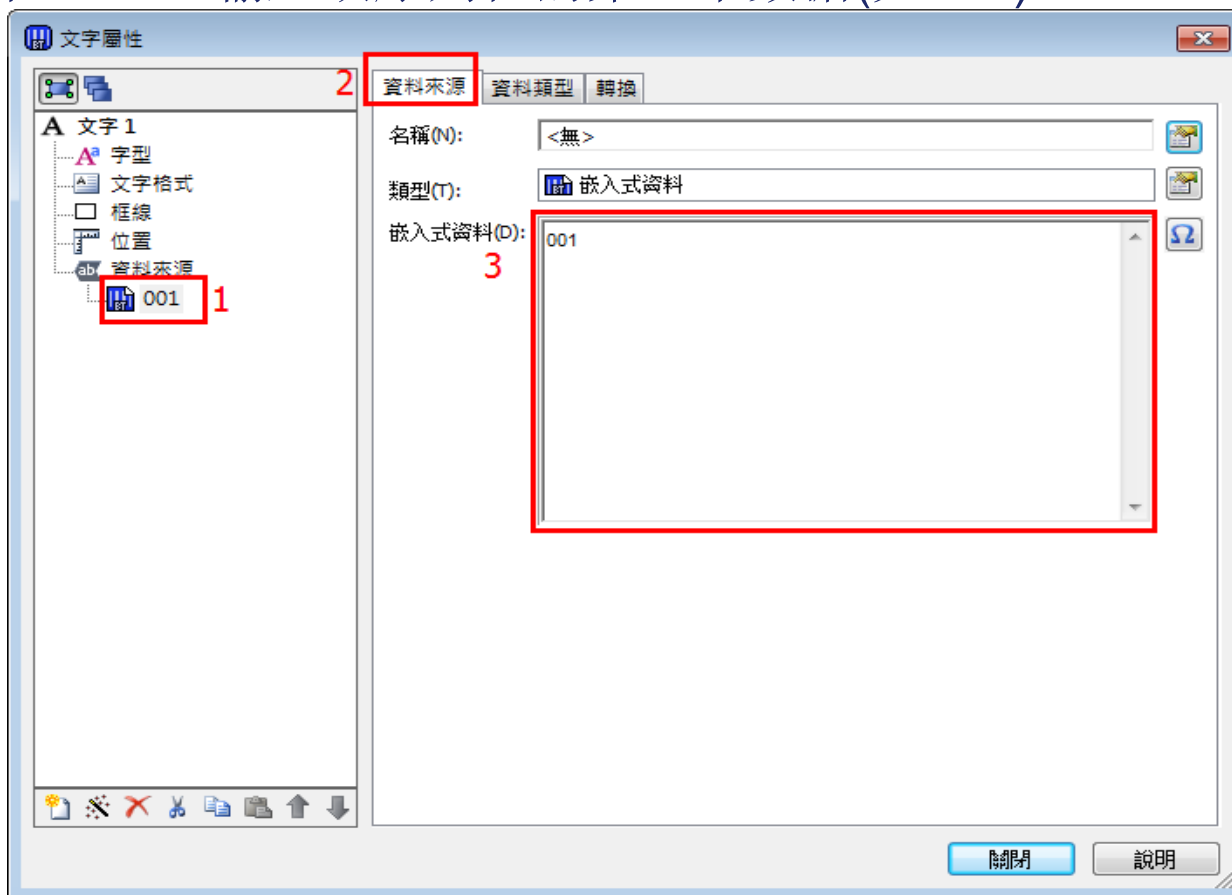 文字屬性
2
資料來源 資料類型 轉換
A 文字 1
字型
文字格式
框線
位置
資料來源
001
1
名稱(N): <無>
類型(T): 嵌入式資料
嵌入式資料(D): 001
3
關閉 說明